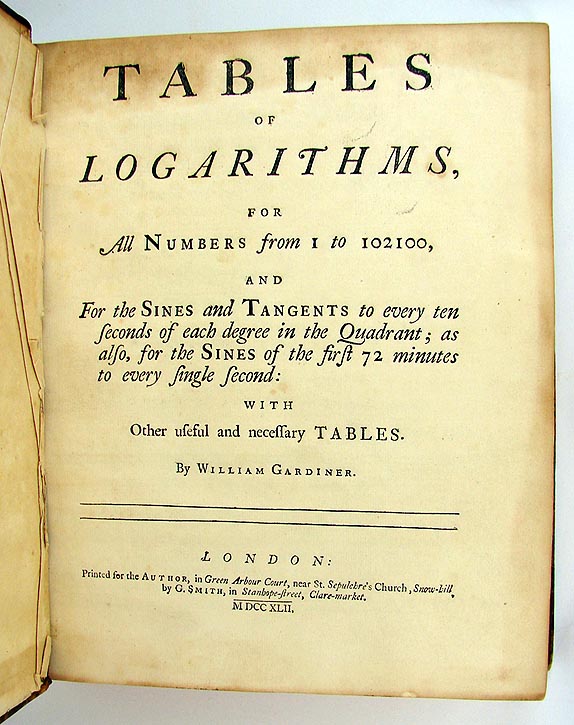 TABLES
OF
LOGARITHMS,
FOR
All NUMBERS from 1 to 102100,
AND
For the SINES and TANGENTS to every ten
ſeconds of each degree in the Quadrant; as
alſo, for the SINES of the firſt 72 minutes
to every ſingle ſecond:
WITH
Other uſeful and neceſſary TABLES.
By WILLIAM GARDINER.
LONDON:
Printed for the AUTHOR, in Green Arbour Court, near St. Sepulchre's Church, Snow-hill,
by G. SMITH, in Stanhope-ſtreet, Clare-market.
M DCC XLII.